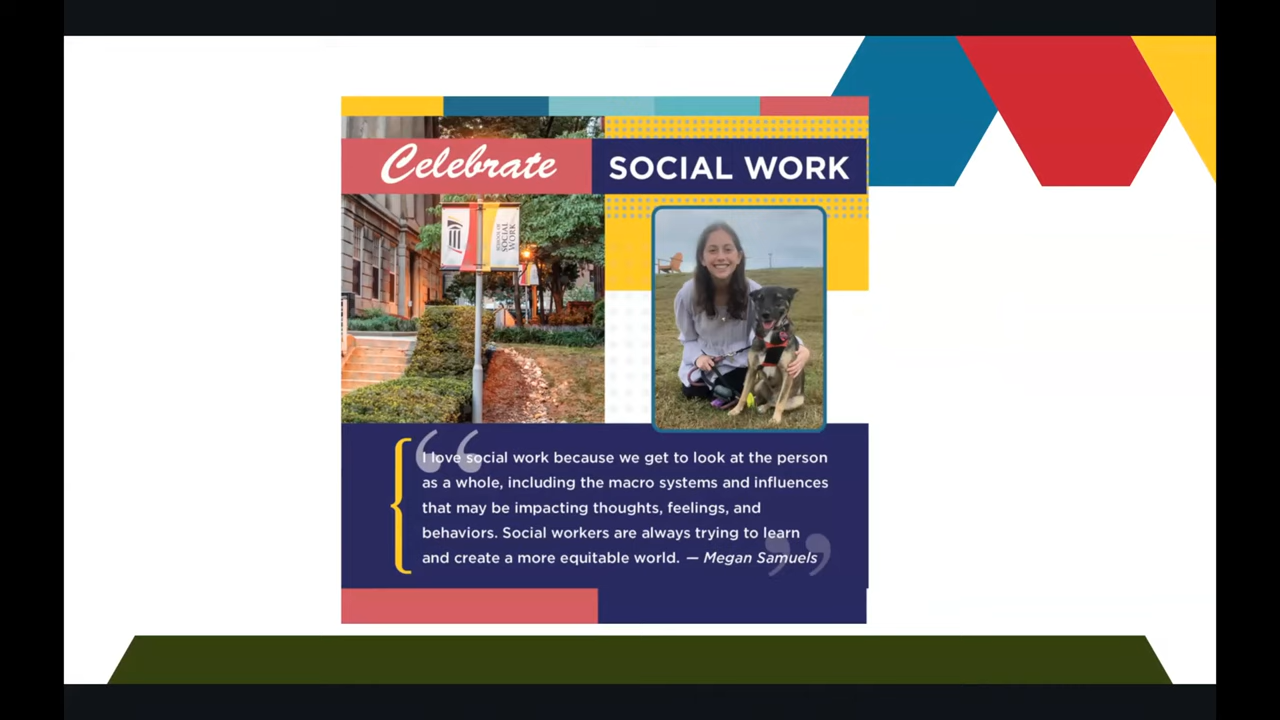 Celebrate SOCIAL WORK
SCHOOL OF
SOCIAL
WORK
I love social work because we get to look at the person
as a whole, including the macro systems and influences
that may be impacting thoughts, feelings, and
behaviors. Social workers are always trying to learn
and create a more equitable world. — Megan Samuels